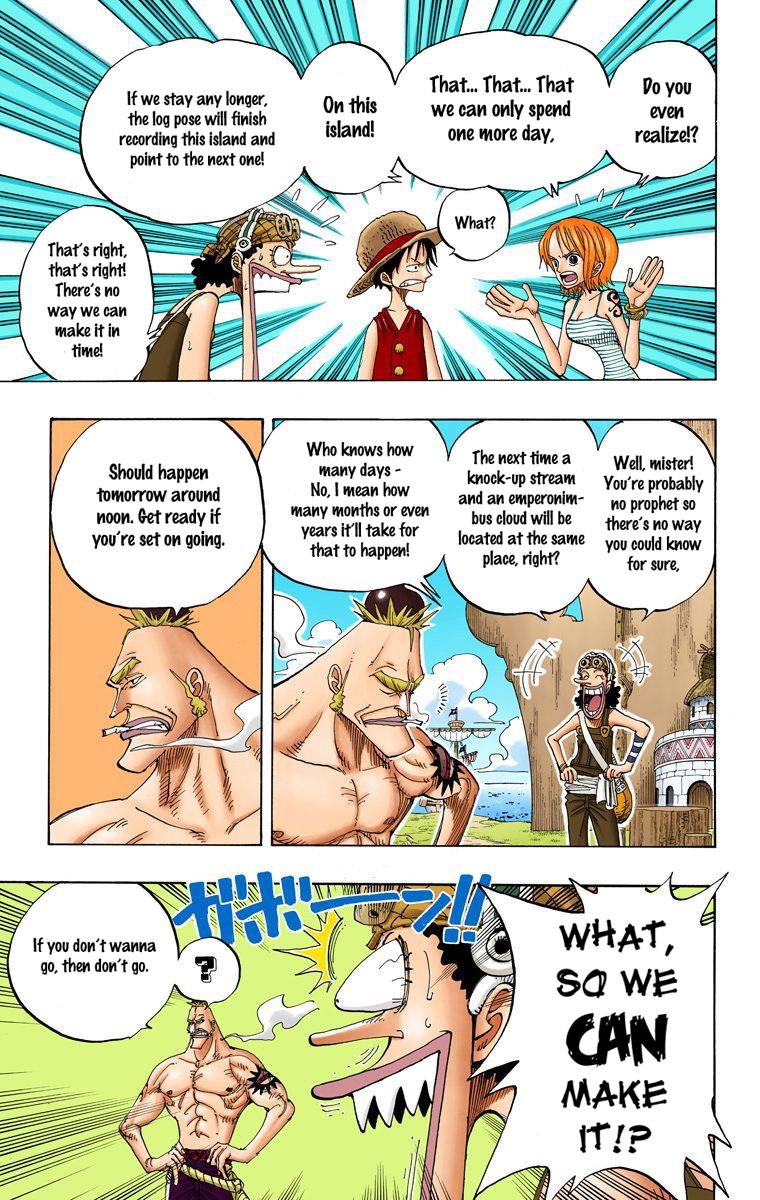 Do you
even
realize!?
That... That... That
we can only spend
one more day,
On this
island!
If we stay any longer,
the log pose will finish
recording this island and
point to the next one!
What?
That's right,
that's right!
There's no
way we can
make it in
time!
Well, mister!
You're probably
no prophet so
there's no way
you could know
for sure,
The next time a
knock-up stream
and an emperonim-
bus cloud will be
located at the same
place, right?
Who knows how
many days -
No, I mean how
many months or even
years it'll take for
that to happen!
Should happen
tomorrow around
noon. Get ready if
you're set on going.
WHAT,
SO WE
CAN
MAKE
IT!?
ガボーン!!
?
If you don't wanna
go, then don't go.